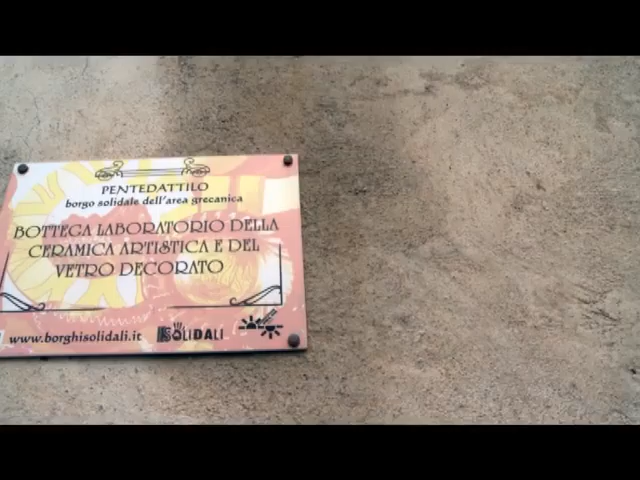 PENTEDATTILO
borgo solidale dell'area grecanica
BOTTEGA LABORATORIO DELLA
CERAMICA ARTISTICA E DEL
VETRO DECORATO
www.borghisolidali.it SOLIDALI